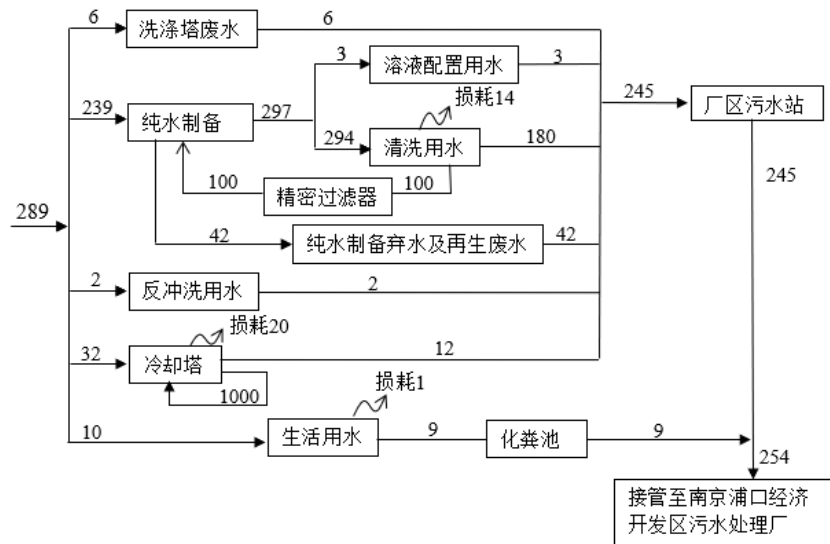 6
洗涤塔废水
6
3
溶液配置用水
3
损耗14
239
纯水制备
297
294
清洗用水
180
245
厂区污水站
100
精密过滤器
100
245
289
42
纯水制备弃水及再生废水
42
2
反冲洗用水
2
损耗20
32
冷却塔
12
1000
损耗1
10
生活用水
9
化粪池
9
254
接管至南京浦口经济
开发区污水处理厂